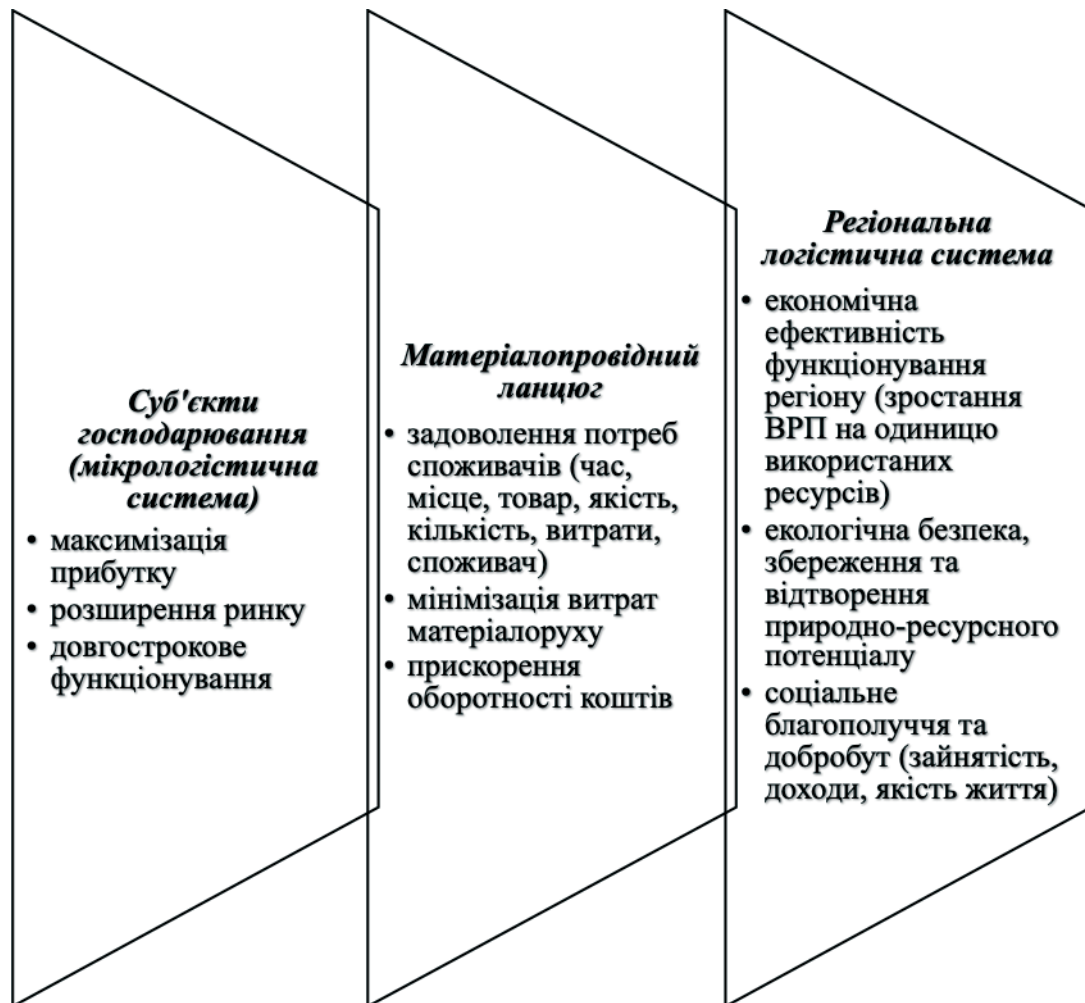 Суб'єкти
господарювання
(мікрологістична
система)
• максимізація
прибутку
• розширення ринку
• довгострокове
функціонування
Матеріалопровідний
ланцюг
• задоволення потреб
споживачів (час,
місце, товар, якість,
кількість, витрати,
споживач)
• мінімізація витрат
матеріалоруху
• прискорення
оборотності коштів
Регіональна
логістична система
• економічна
ефективність
функціонування
регіону (зростання
ВРП на одиницю
використаних
ресурсів)
• екологічна безпека,
збереження та
відтворення
природно-ресурсного
потенціалу
• соціальне
благополуччя та
добробут (зайнятість,
доходи, якість життя)